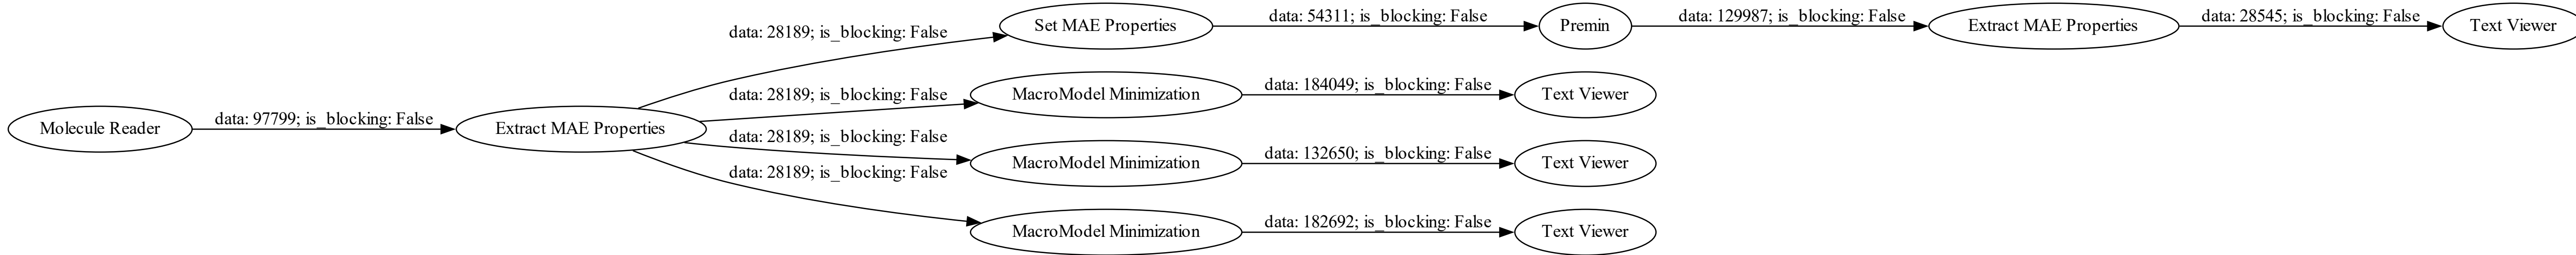 data: 54311; is_blocking: False
data: 129987; is_blocking: False
data: 28545; is_blocking: False
Set MAE Properties
Premin
Extract MAE Properties
Text Viewer
data: 28189; is_blocking: False
data: 184049; is_blocking: False
data: 28189; is_blocking: False
MacroModel Minimization
Text Viewer
data: 97799; is_blocking: False
Molecule Reader
Extract MAE Properties
data: 28189; is_blocking: False
data: 132650; is_blocking: False
MacroModel Minimization
Text Viewer
data: 28189; is_blocking: False
data: 182692; is_blocking: False
MacroModel Minimization
Text Viewer